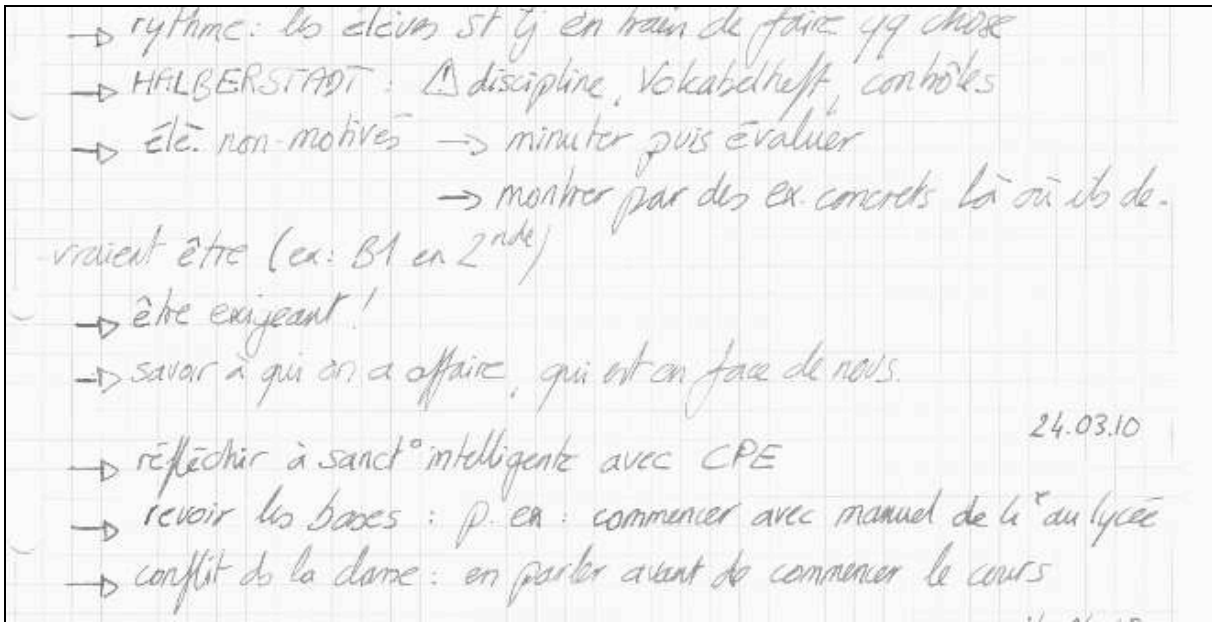 → rythme : les élèves st tj en train de faire qq chose
→ HALBERSTADT : ⚠ discipline, Vokabelheft, contrôles
→ élè. non-motivés → minuter puis évaluer
→ montrer par des ex. concrets là où ils de-
vraient être (ex : B1 en 2nde)
→ être exigeant !
→ savoir à qui on a affaire, qui est en face de nous.
24.03.10
→ réfléchir à sanct° intelligente avec CPE
→ revoir les bases : p. ex : commencer avec manuel de 4e au lycée
→ conflit ds la classe : en parler avant de commencer le cours